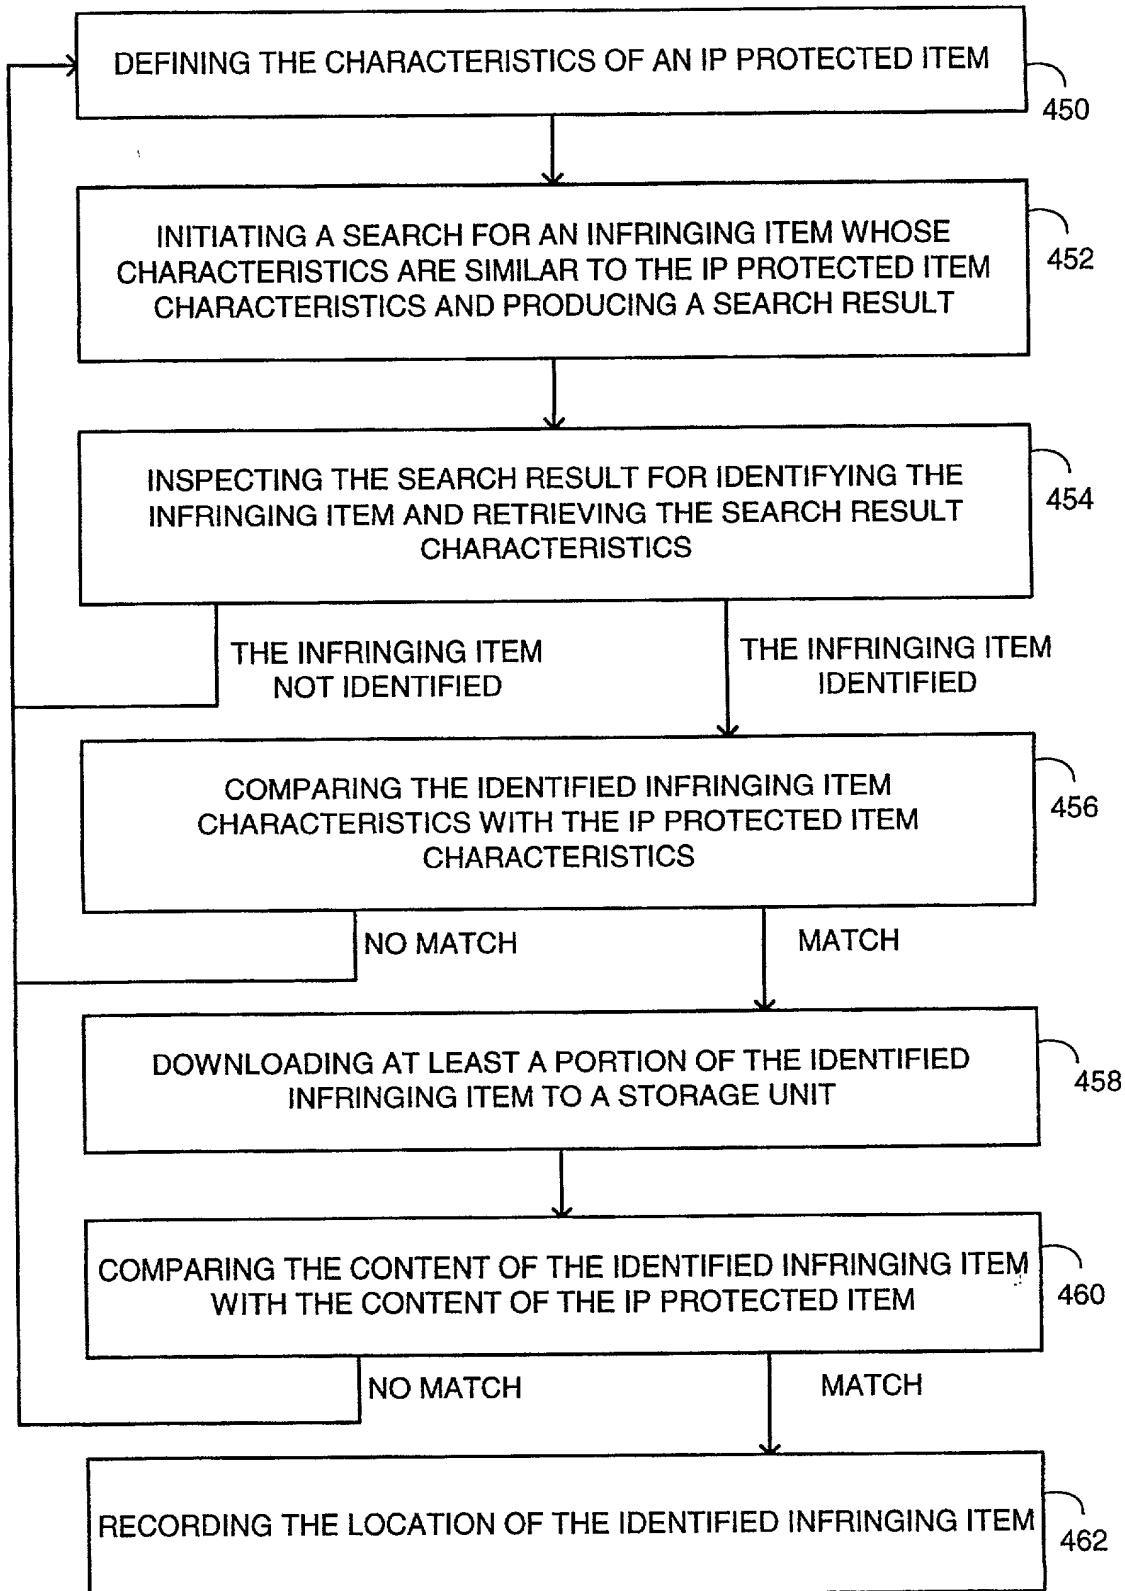 DEFINING THE CHARACTERISTICS OF AN IP PROTECTED ITEM
450
INITIATING A SEARCH FOR AN INFRINGING ITEM WHOSE
CHARACTERISTICS ARE SIMILAR TO THE IP PROTECTED ITEM
CHARACTERISTICS AND PRODUCING A SEARCH RESULT
452
INSPECTING THE SEARCH RESULT FOR IDENTIFYING THE
INFRINGING ITEM AND RETRIEVING THE SEARCH RESULT
CHARACTERISTICS
454
THE INFRINGING ITEM
NOT IDENTIFIED
THE INFRINGING ITEM
IDENTIFIED
COMPARING THE IDENTIFIED INFRINGING ITEM
CHARACTERISTICS WITH THE IP PROTECTED ITEM
CHARACTERISTICS
456
NO MATCH
MATCH
DOWNLOADING AT LEAST A PORTION OF THE IDENTIFIED
INFRINGING ITEM TO A STORAGE UNIT
458
COMPARING THE CONTENT OF THE IDENTIFIED INFRINGING ITEM
WITH THE CONTENT OF THE IP PROTECTED ITEM
460
NO MATCH
MATCH
RECORDING THE LOCATION OF THE IDENTIFIED INFRINGING ITEM
462